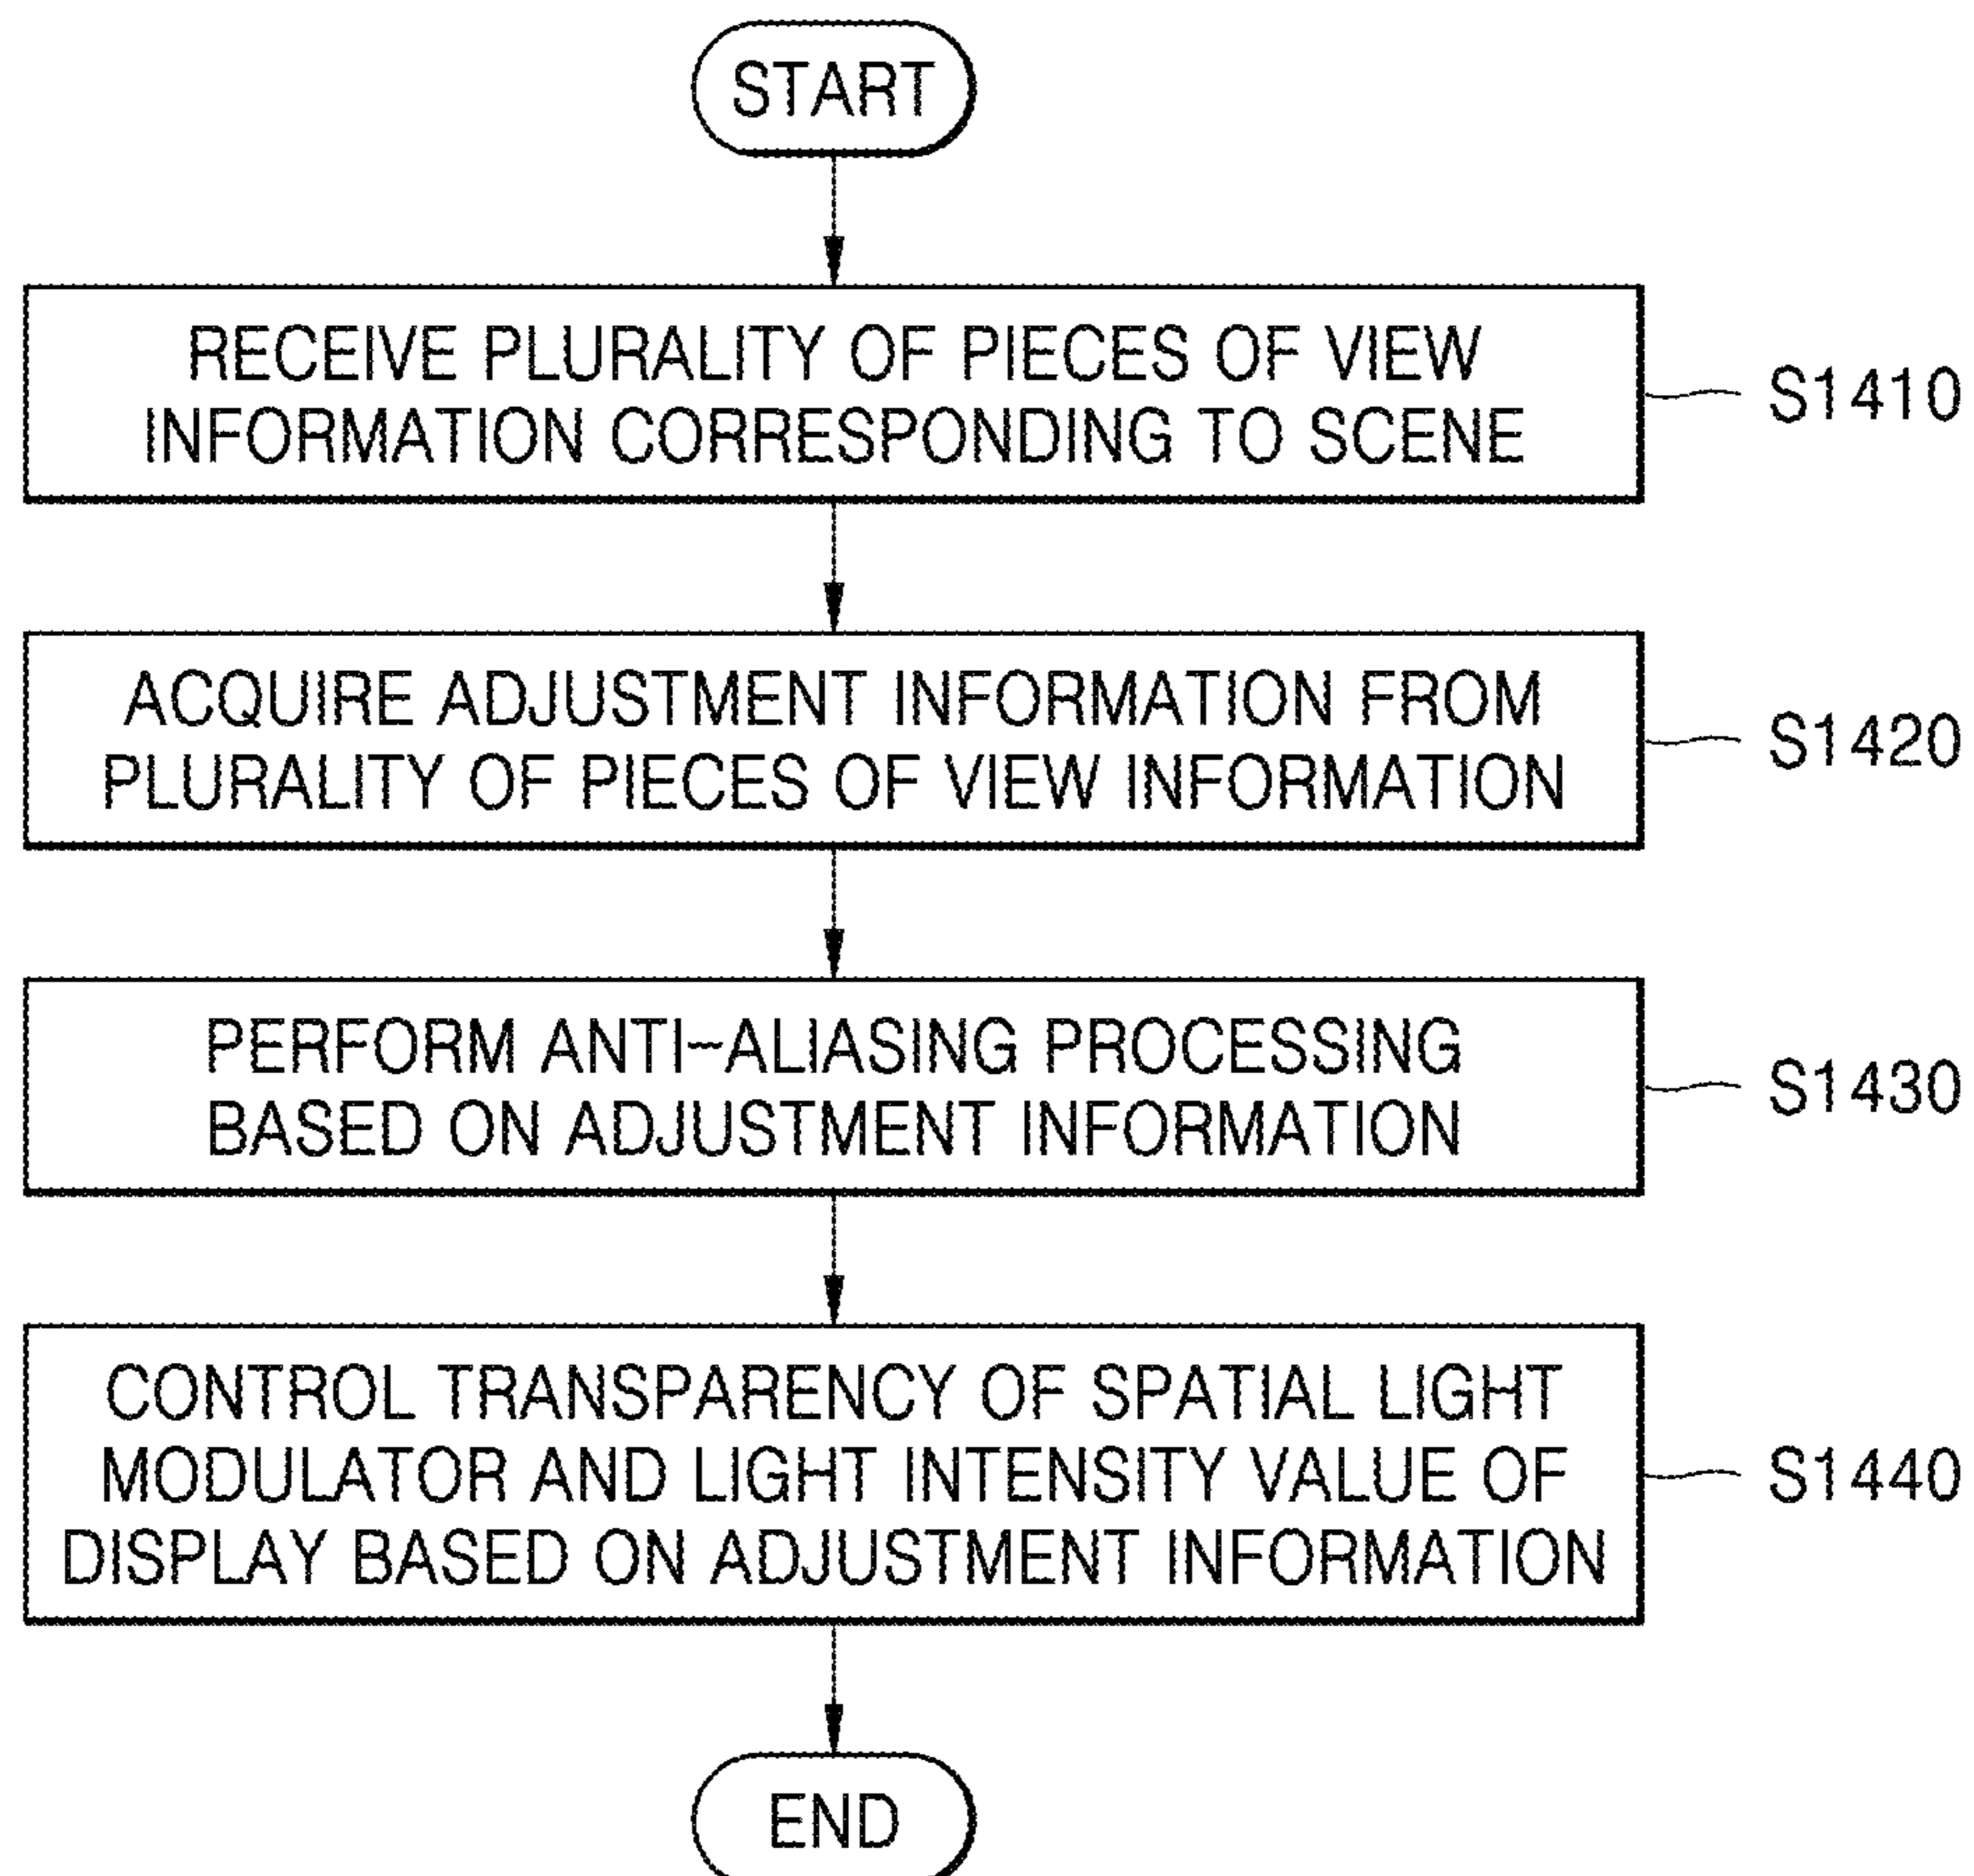 START
RECEIVE PLURALITY OF PIECES OF VIEW
INFORMATION CORRESPONDING TO SCENE
S1410
ACQUIRE ADJUSTMENT INFORMATION FROM
PLURALITY OF PIECES OF VIEW INFORMATION
S1420
PERFORM ANTI-ALIASING PROCESSING
BASED ON ADJUSTMENT INFORMATION
S1430
CONTROL TRANSPARENCY OF SPATIAL LIGHT
MODULATOR AND LIGHT INTENSITY VALUE OF
DISPLAY BASED ON ADJUSTMENT INFORMATION
S1440
END